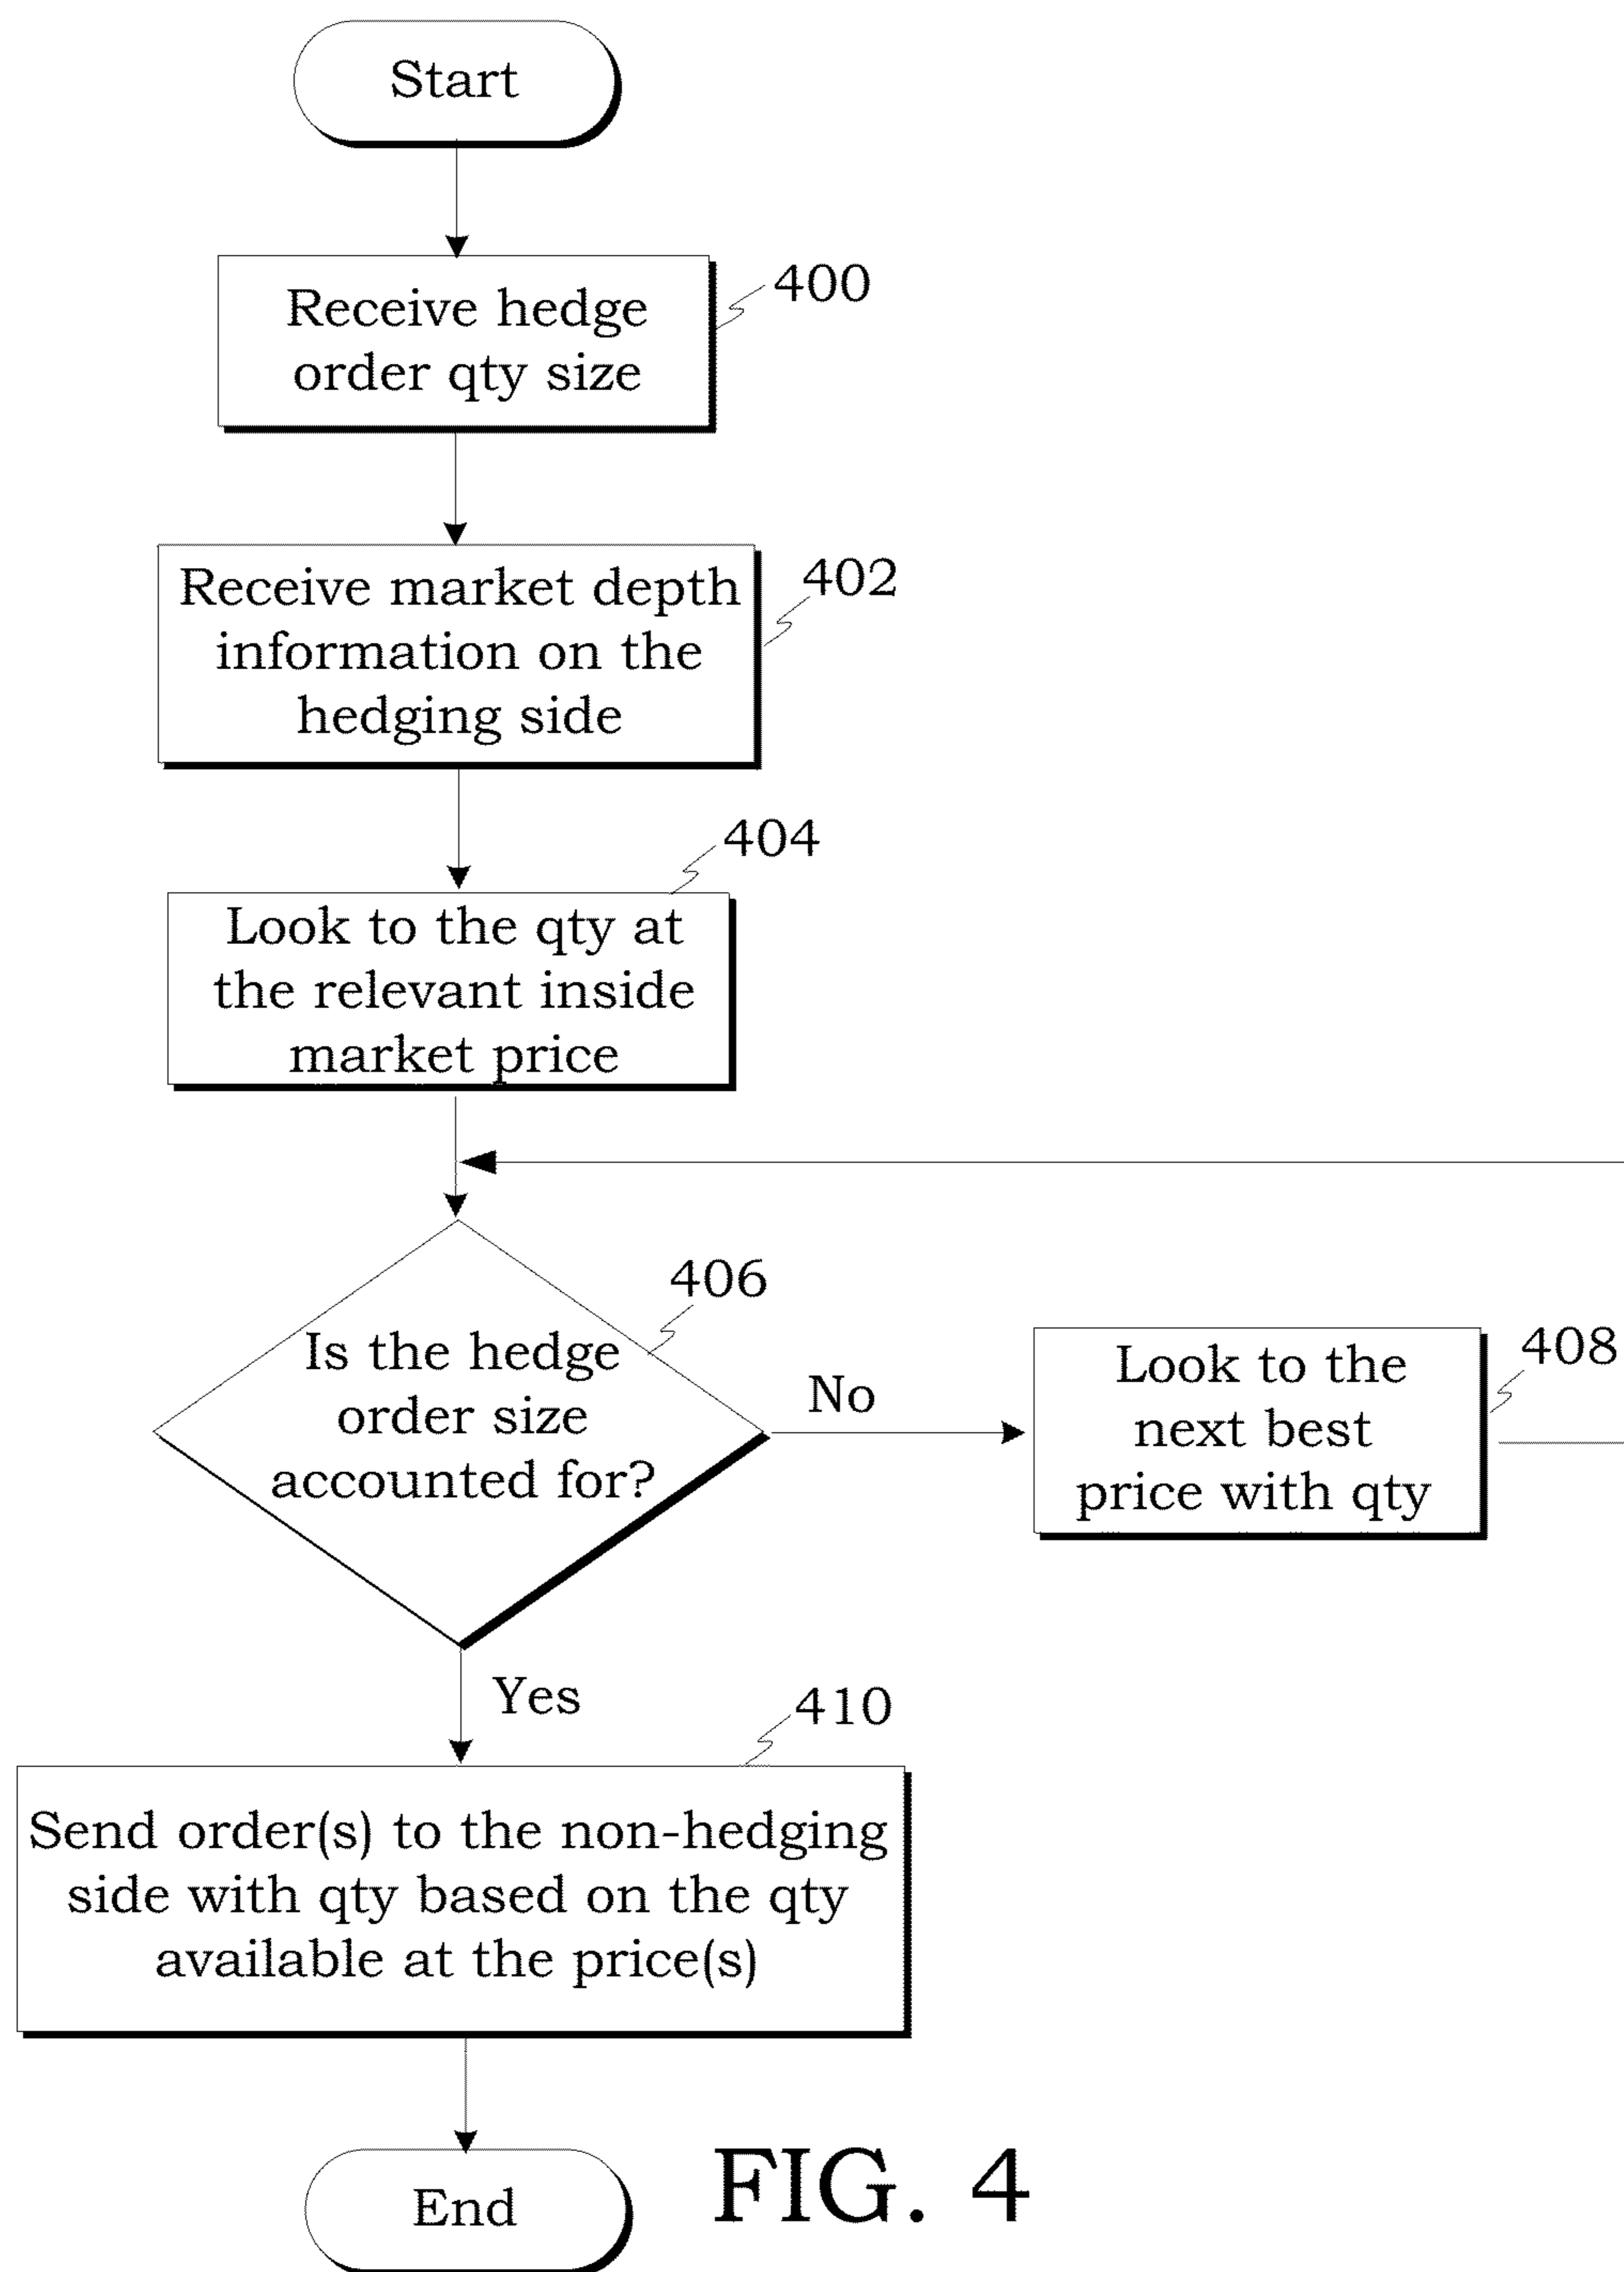 Start
400
Receive hedge
order qty size
402
Receive market depth
information on the
hedging side
404
Look to the qty at
the relevant inside
market price
406
Is the hedge
order size
accounted for?
No
408
Look to the
next best
price with qty
Yes
410
Send order(s) to the non-hedging
side with qty based on the qty
available at the price(s)
End
FIG. 4